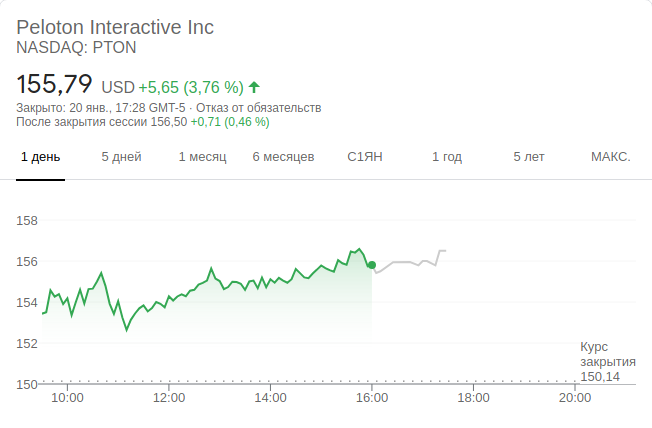 Peloton Interactive Inc
NASDAQ: PTON
155,79 USD +5,65 (3,76 %)
Закрыто: 20 янв., 17:28 GMT-5 · Отказ от обязательств
После закрытия сессии 156,50 +0,71 (0,46 %)
1 день 5 дней 1 месяц 6 месяцев С1ЯН 1 год 5 лет МАКС.
158
156
154
152
150
Курс
закрытия
150,14
10:00 12:00 14:00 16:00 18:00 20:00